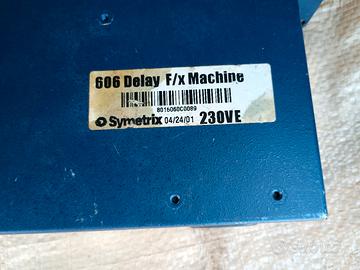 606 Delay F/x Machine
8016060C0089
Symetrix 04/24/01 230VE